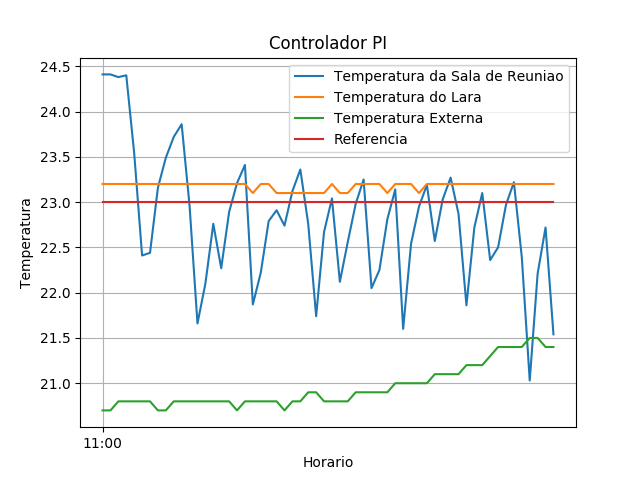 Controlador PI
Temperatura da Sala de Reuniao
Temperatura do Lara
Temperatura Externa
Referencia
24.5
24.0
23.5
23.0
22.5
22.0
21.5
21.0
Temperatura
11:00
Horario